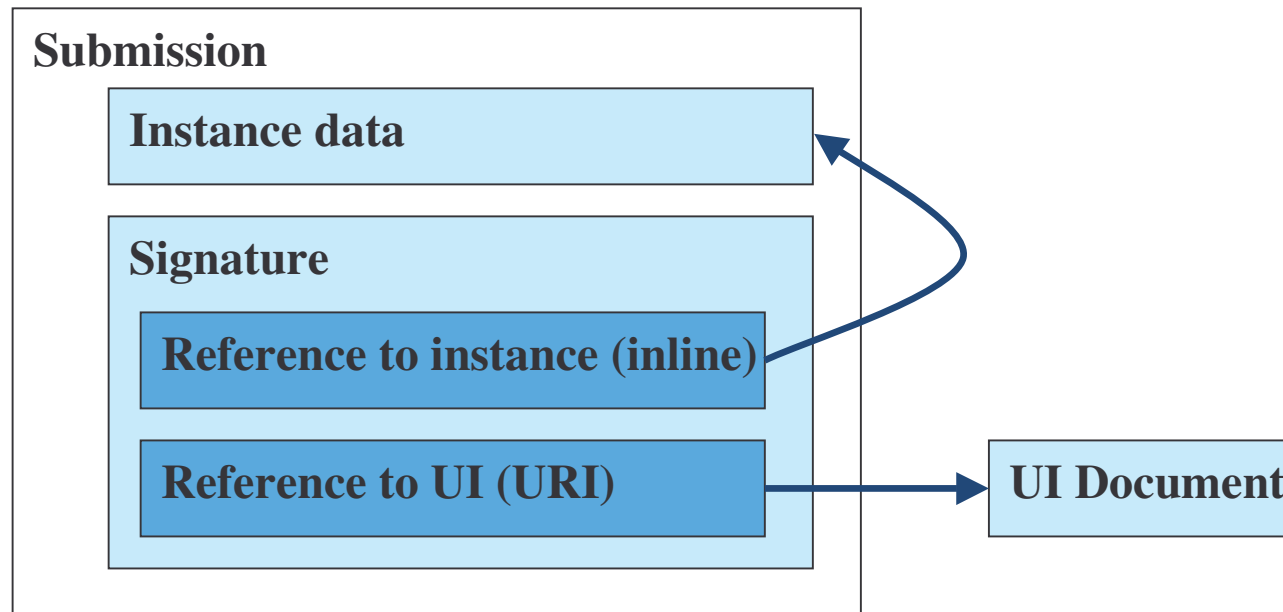 Submission
Instance data
Signature
Reference to instance (inline)
Reference to UI (URI)
UI Document